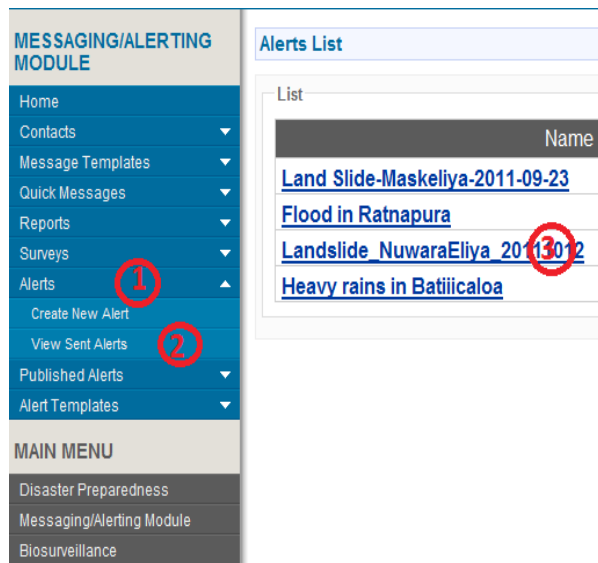 MESSAGING/ALERTING
MODULE
Home
Contacts
Message Templates
Quick Messages
Reports
Surveys
Alerts
1
Create New Alert
View Sent Alerts
2
Published Alerts
Alert Templates
MAIN MENU
Disaster Preparedness
Messaging/Alerting Module
Biosurveillance
Alerts List
List
Name
Land Slide-Maskeliya-2011-09-23
Flood in Ratnapura
Landslide_NuwaraEliya_20111012
3
Heavy rains in Batiiicaloa